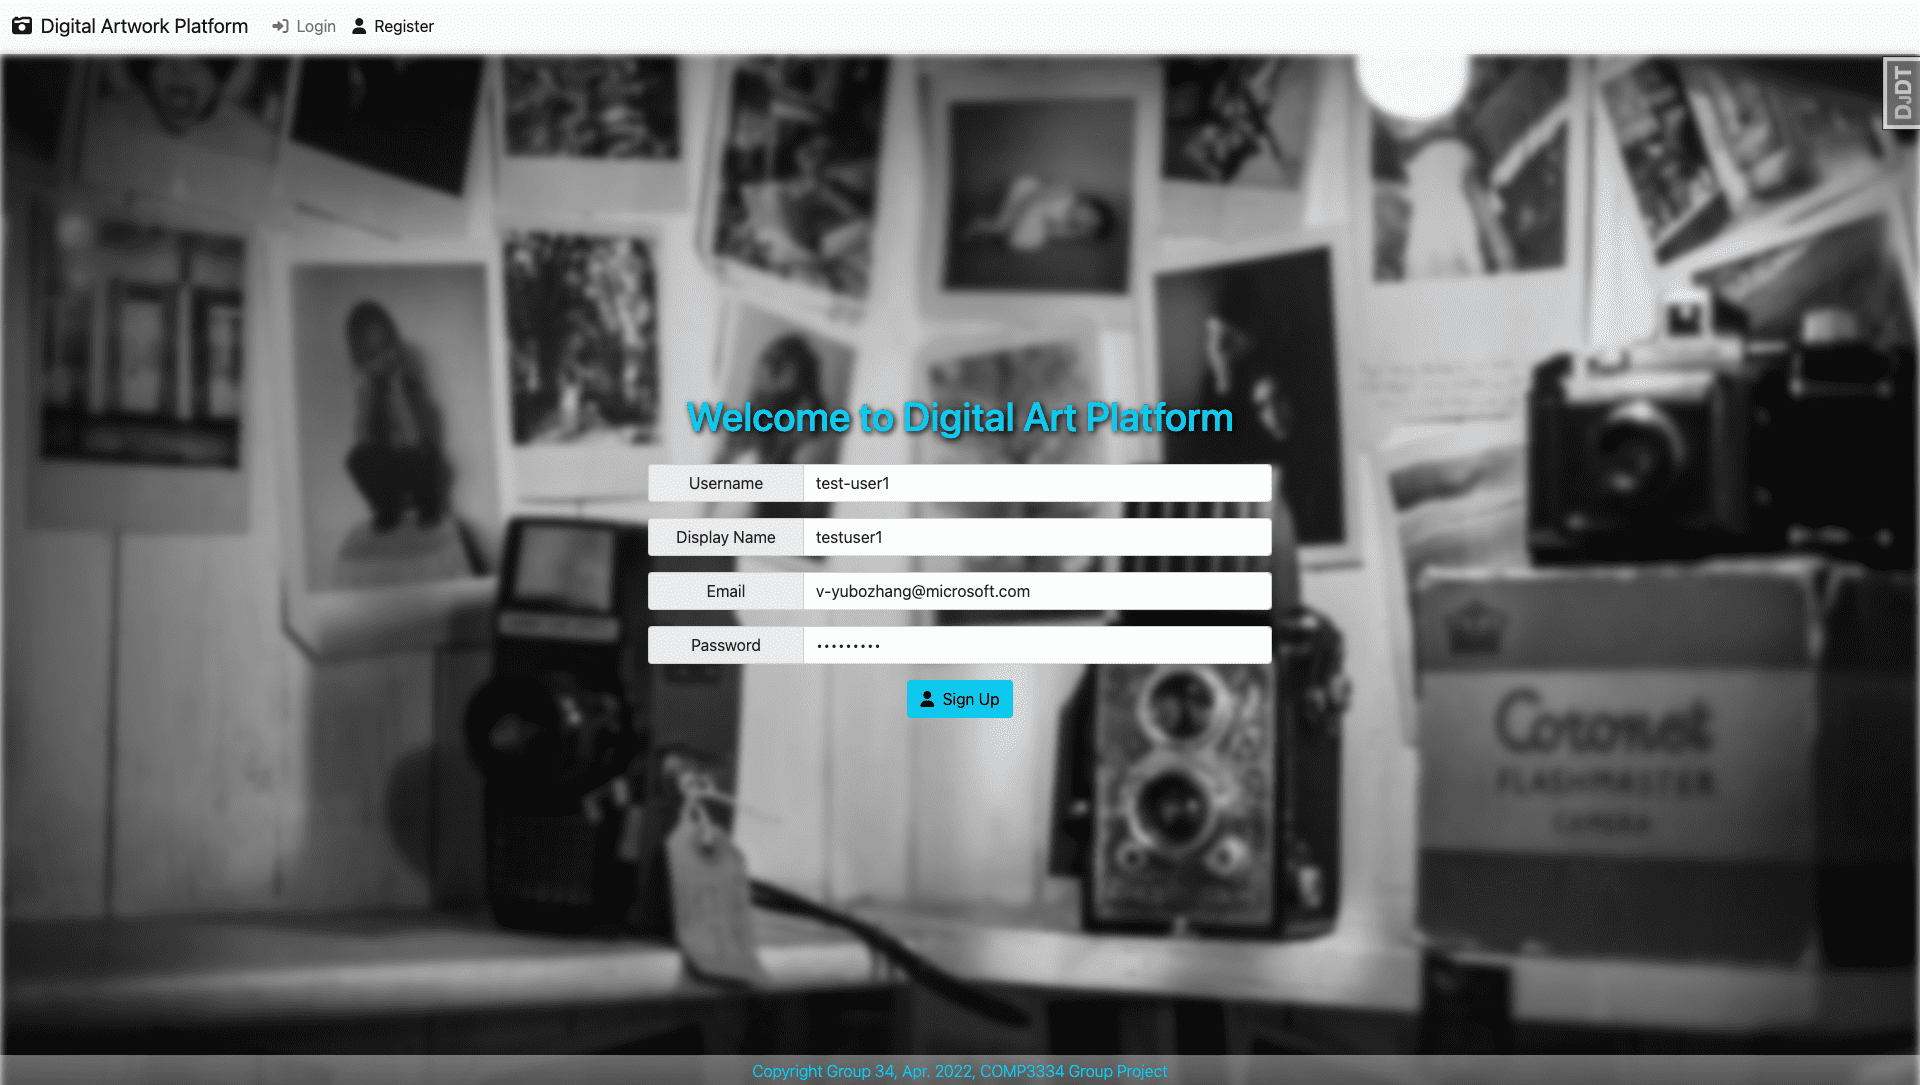 Digital Artwork Platform Login Register
DJDT
Welcome to Digital Art Platform
Username test-user1
Display Name testuser1
Email v-yubozhang@microsoft.com
Password •••••••••
Sign Up
Coronet
FLASHMASTER
CAMERA
Copyright Group 34, Apr. 2022, COMP3334 Group Project